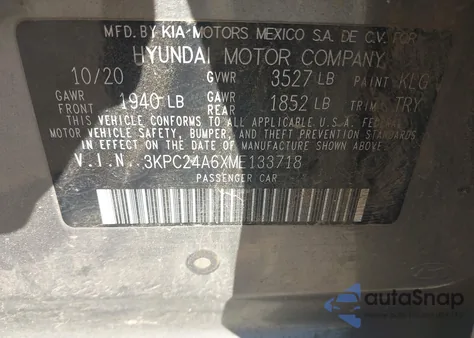 MFD.BY KIA MOTORS MEXICO S.A. DE C.V. FOR
HYUNDAI MOTOR COMPANY
10/20 GVWR 3527 LB PAINT KLG
GAWR FRONT 1940 LB GAWR REAR 1852 LB TRIM TRY
THIS VEHICLE CONFORMS TO ALL APPLICABLE U.S.A. FEDERAL
MOTOR VEHICLE SAFETY, BUMPER, AND THEFT PREVENTION STANDARDS
IN EFFECT ON THE DATE OF MANUFACTURE SHOWN ABOVE.
V.I.N. 3KPC24A6XME133718
PASSENGER CAR
autoSnap